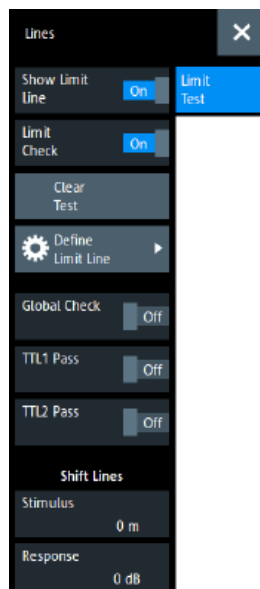 Lines
Show Limit
Line
On
Limit
Check
On
Clear
Test
Define
Limit Line
Global Check
Off
TTL1 Pass
Off
TTL2 Pass
Off
Shift Lines
Stimulus
0 m
Response
0 dB
Limit
Test